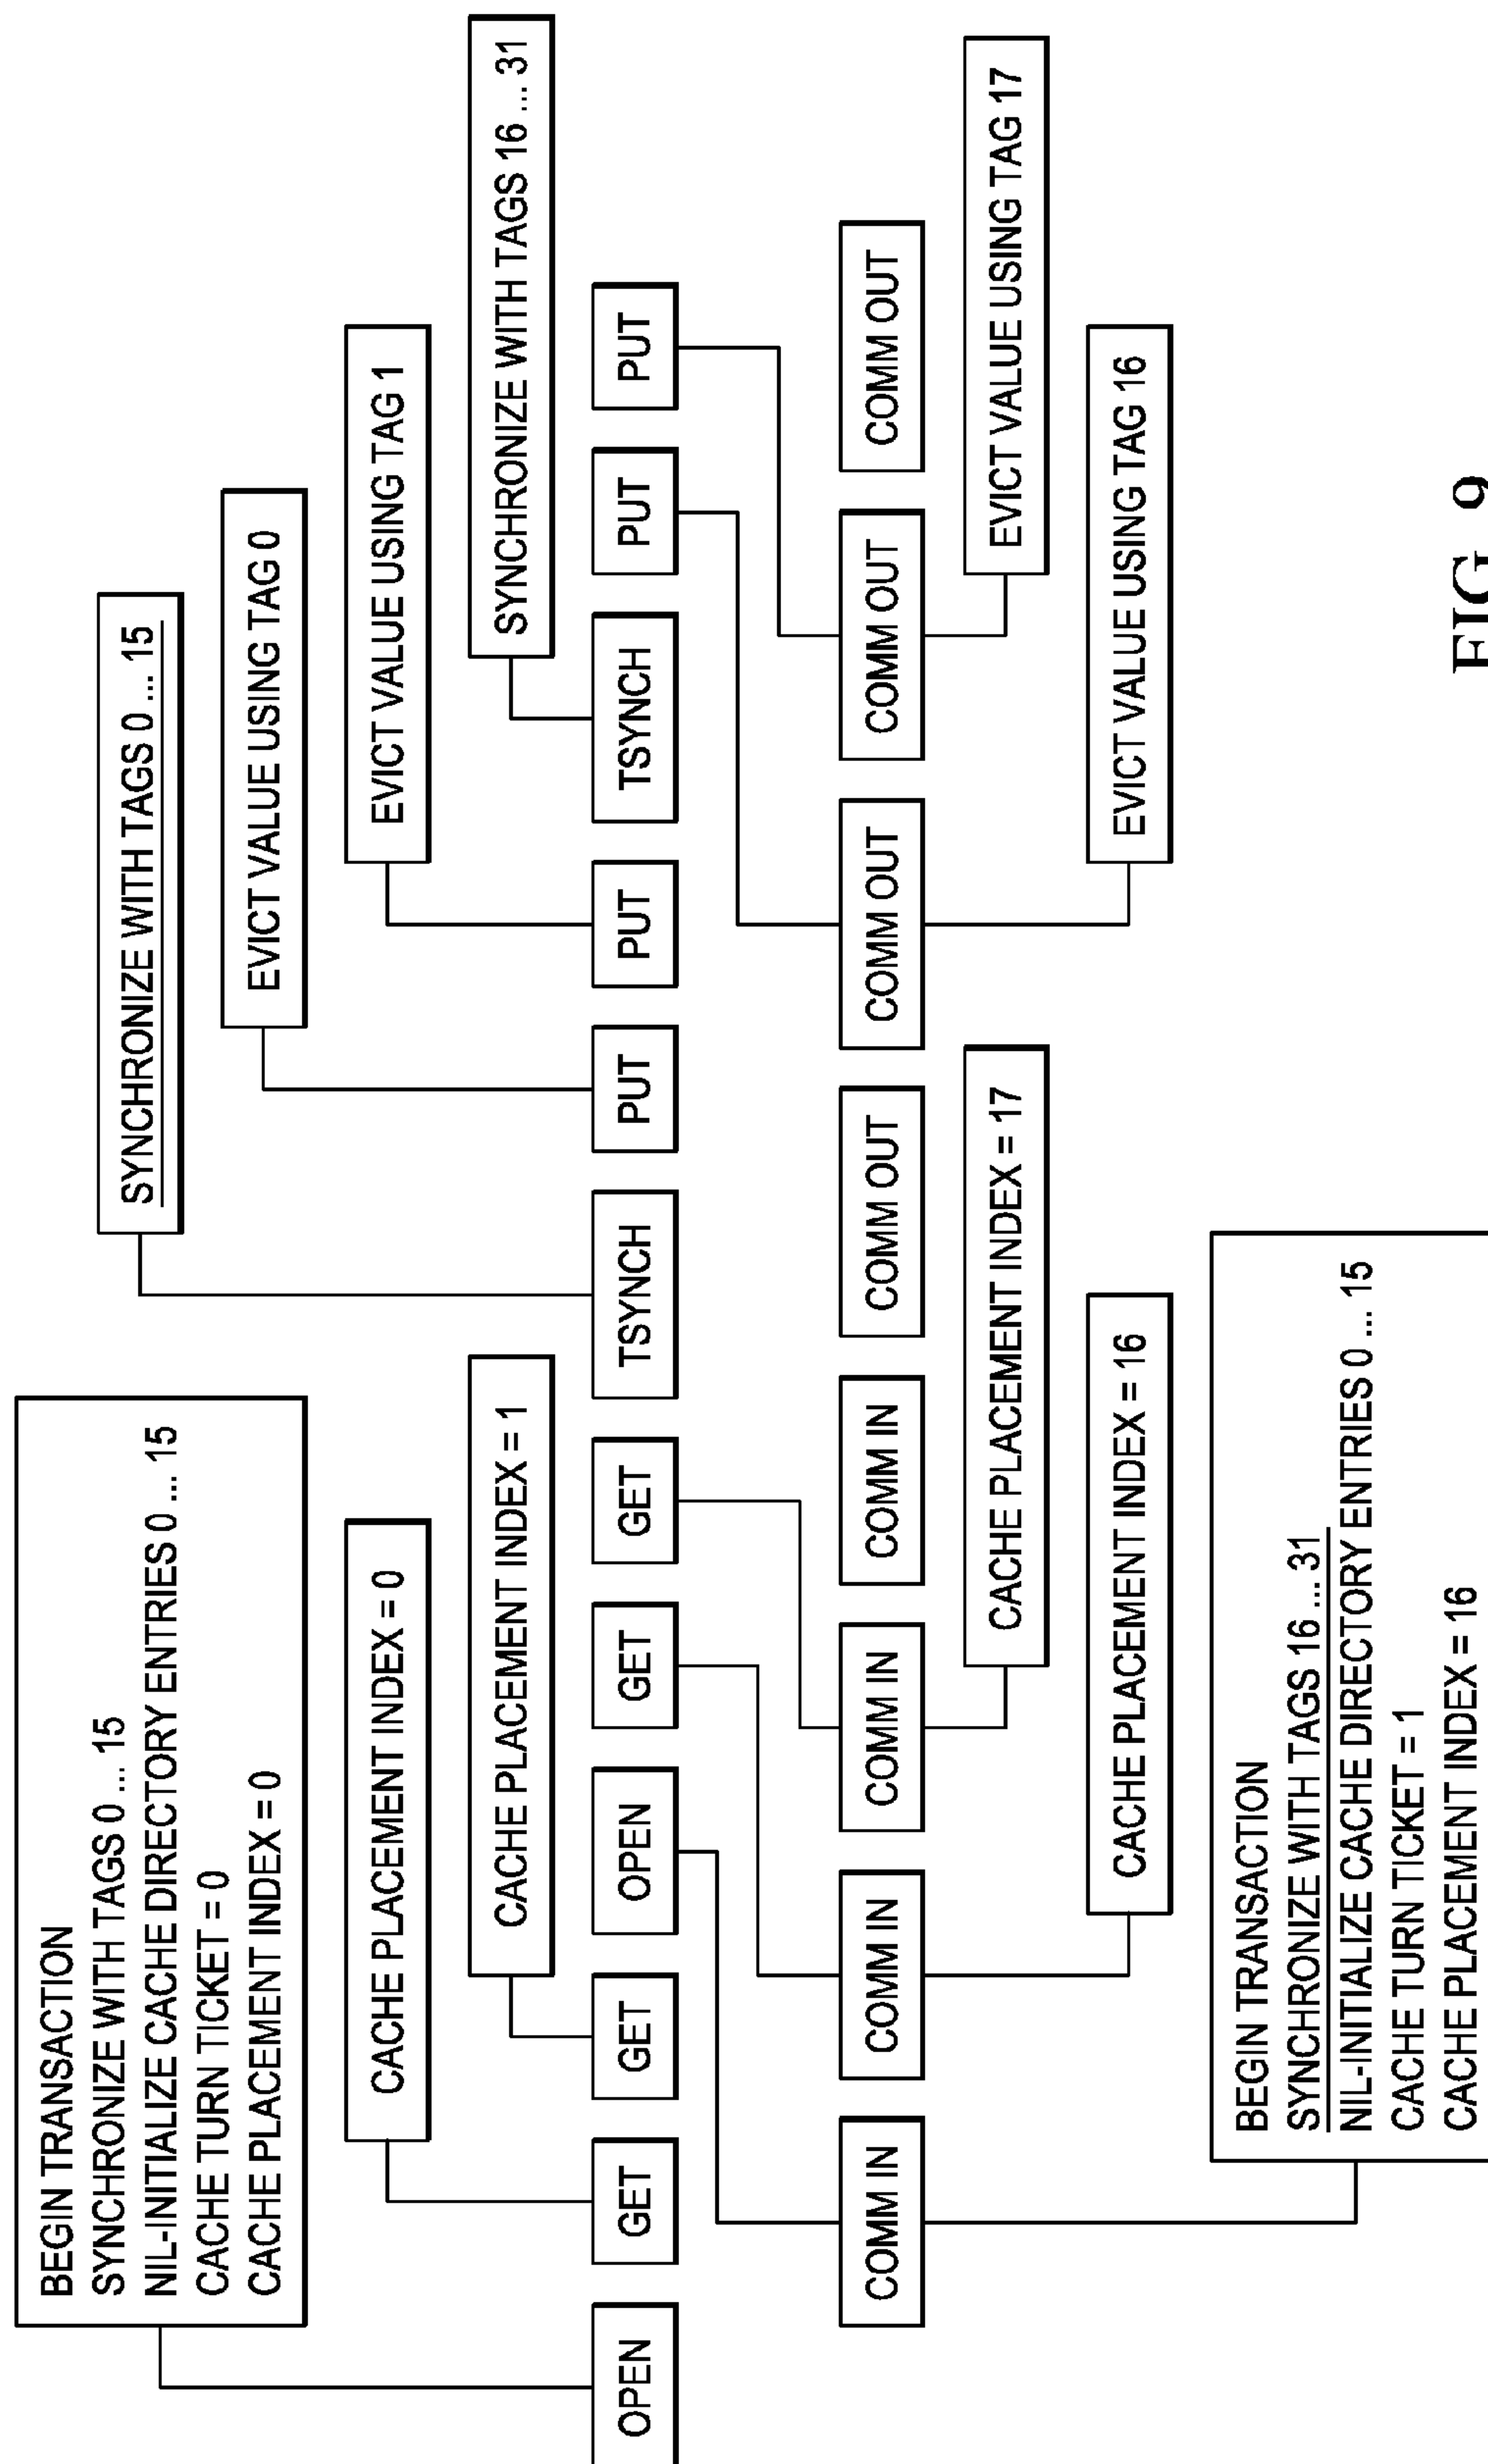 BEGIN TRANSACTION
SYNCHRONIZE WITH TAGS 0 ... 15
NIL-INITIALIZE CACHE DIRECTORY ENTRIES 0 ... 15
CACHE TURN TICKET = 0
CACHE PLACEMENT INDEX = 0
SYNCHRONIZE WITH TAGS 0 ... 15
EVICT VALUE USING TAG 0
CACHE PLACEMENT INDEX = 0
EVICT VALUE USING TAG 1
CACHE PLACEMENT INDEX = 1
SYNCHRONIZE WITH TAGS 16 ... 31
OPEN
GET
GET
OPEN
GET
GET
TSYNCH
PUT
PUT
TSYNCH
PUT
PUT
COMM IN
COMM IN
COMM IN
COMM IN
COMM OUT
COMM OUT
COMM OUT
COMM OUT
CACHE PLACEMENT INDEX = 17
EVICT VALUE USING TAG 17
CACHE PLACEMENT INDEX = 16
EVICT VALUE USING TAG 16
BEGIN TRANSACTION
SYNCHRONIZE WITH TAGS 16 ... 31
NIL-INITIALIZE CACHE DIRECTORY ENTRIES 0 ... 15
CACHE TURN TICKET = 1
CACHE PLACEMENT INDEX = 16
FIG 9